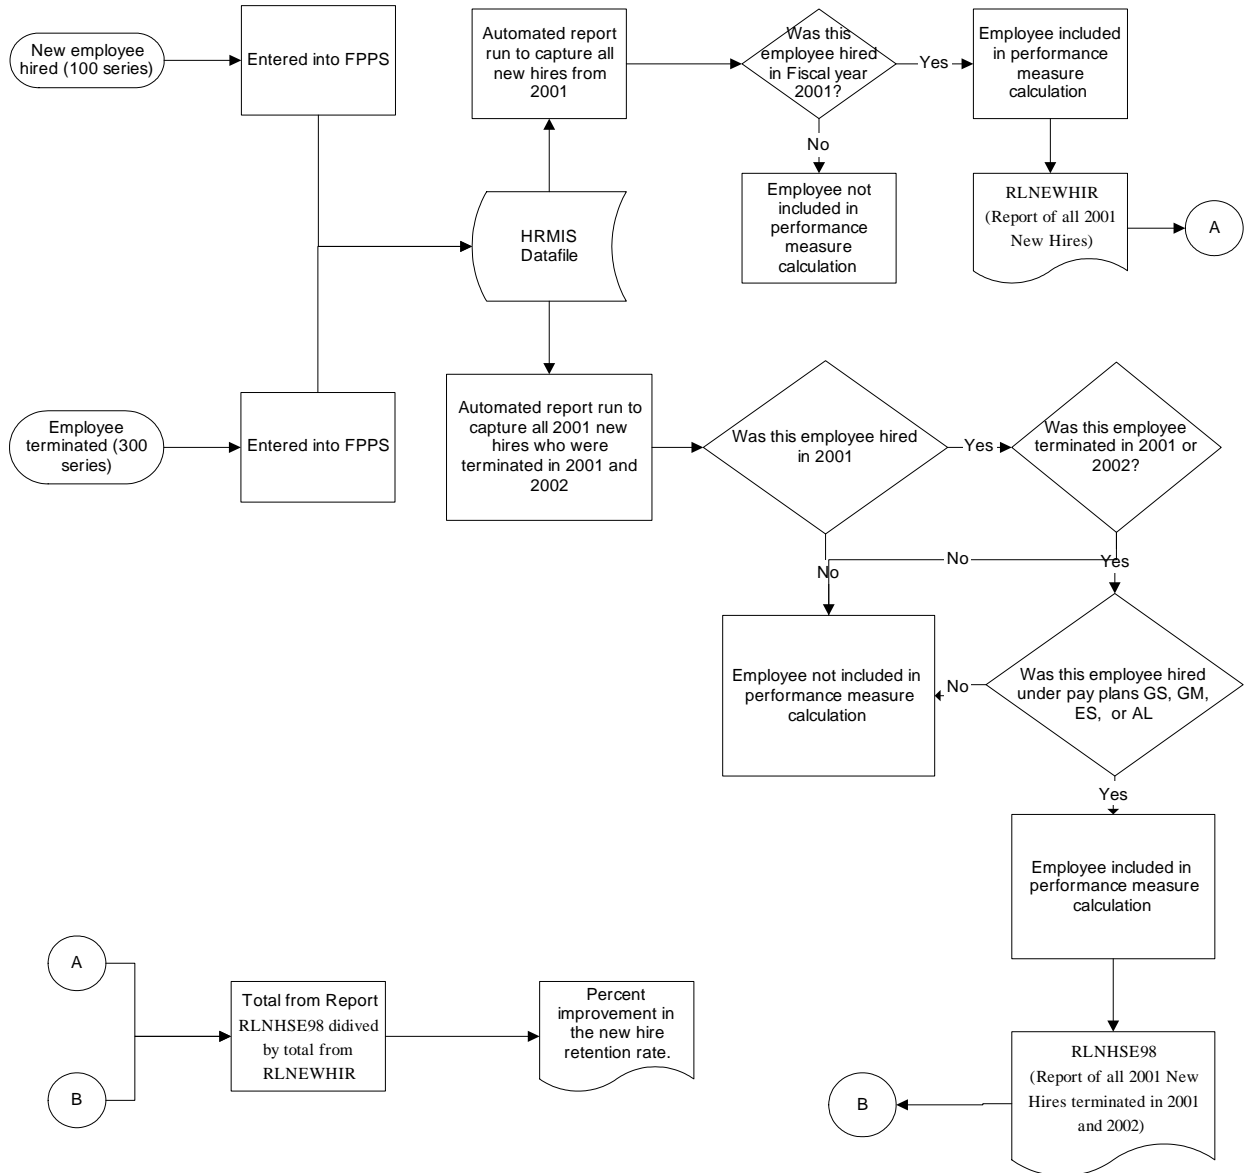 New employee
hired (100 series)
Entered into FPPS
Automated report
run to capture all
new hires from
2001
Was this
employee hired
in Fiscal year
2001?
Yes
Employee included
in performance
measure
calculation
No
Employee not
included in
performance
measure
calculation
RLNEWHIR
(Report of all 2001
New Hires)
A
HRMIS
Datafile
Employee
terminated (300
series)
Entered into FPPS
Automated report run to
capture all 2001 new
hires who were
terminated in 2001 and
2002
Was this employee hired
in 2001
Yes
Was this employee
terminated in 2001 or
2002?
No
No
Yes
Employee not included in
performance measure
calculation
No
Was this employee hired
under pay plans GS, GM,
ES, or AL
Yes
Employee included in
performance measure
calculation
A
B
Total from Report
RLNHSE98 didived
by total from
RLNEWHIR
Percent
improvement in
the new hire
retention rate.
B
RLNHSE98
(Report of all 2001 New
Hires terminated in 2001
and 2002)